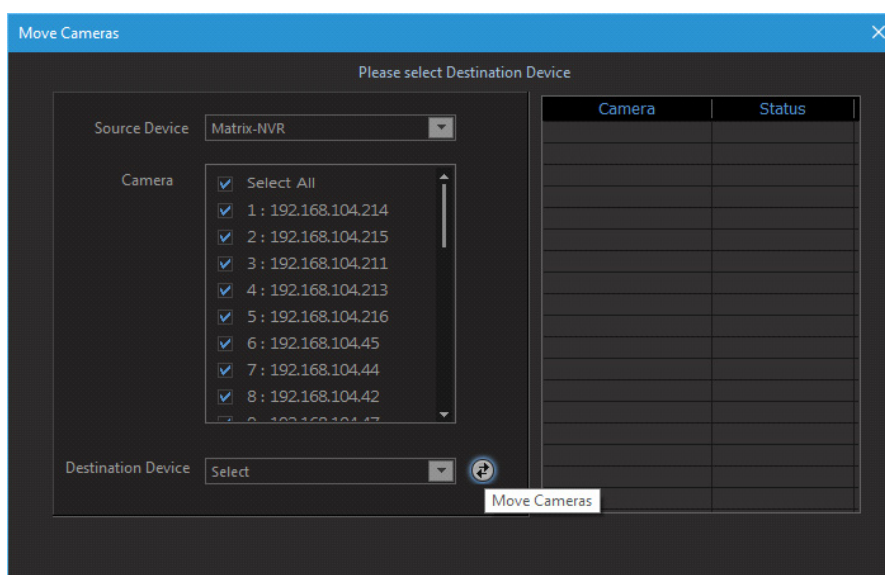 Move Cameras
Please select Destination Device
Source Device Matrix-NVR
Camera
Select All
1 : 192.168.104.214
2 : 192.168.104.215
3 : 192.168.104.211
4 : 192.168.104.213
5 : 192.168.104.216
6 : 192.168.104.45
7 : 192.168.104.44
8 : 192.168.104.42
Destination Device Select
Move Cameras
Camera Status